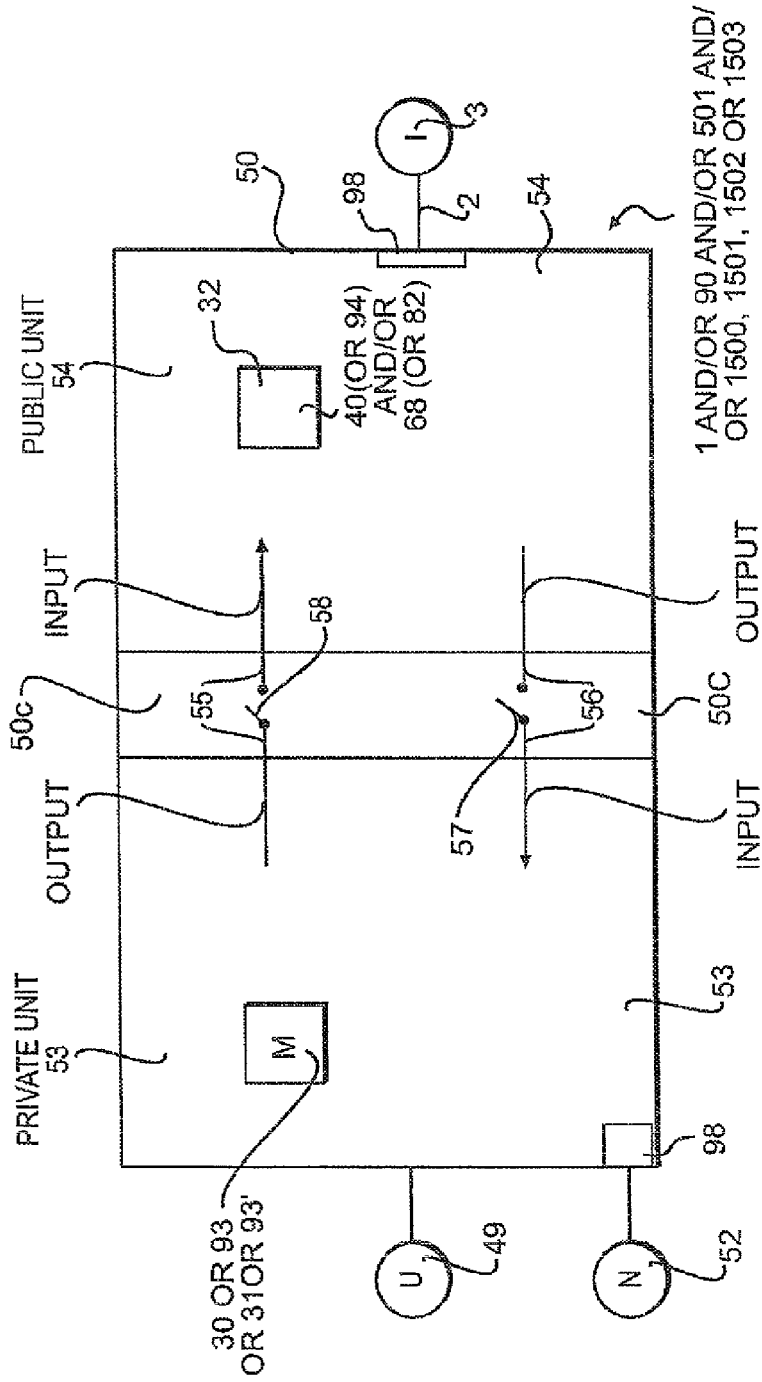 PRIVATE UNIT
53
OUTPUT
50c
INPUT
PUBLIC UNIT
54
50
98
I
3
2
54
32
40(OR 94)
AND/OR
68 (OR 82)
55
58
M
30 OR 93
OR 31OR 93'
U
49
N
52
98
53
57
56
INPUT
50C
OUTPUT
1 AND/OR 90 AND/OR 501 AND/
OR 1500, 1501, 1502 OR 1503